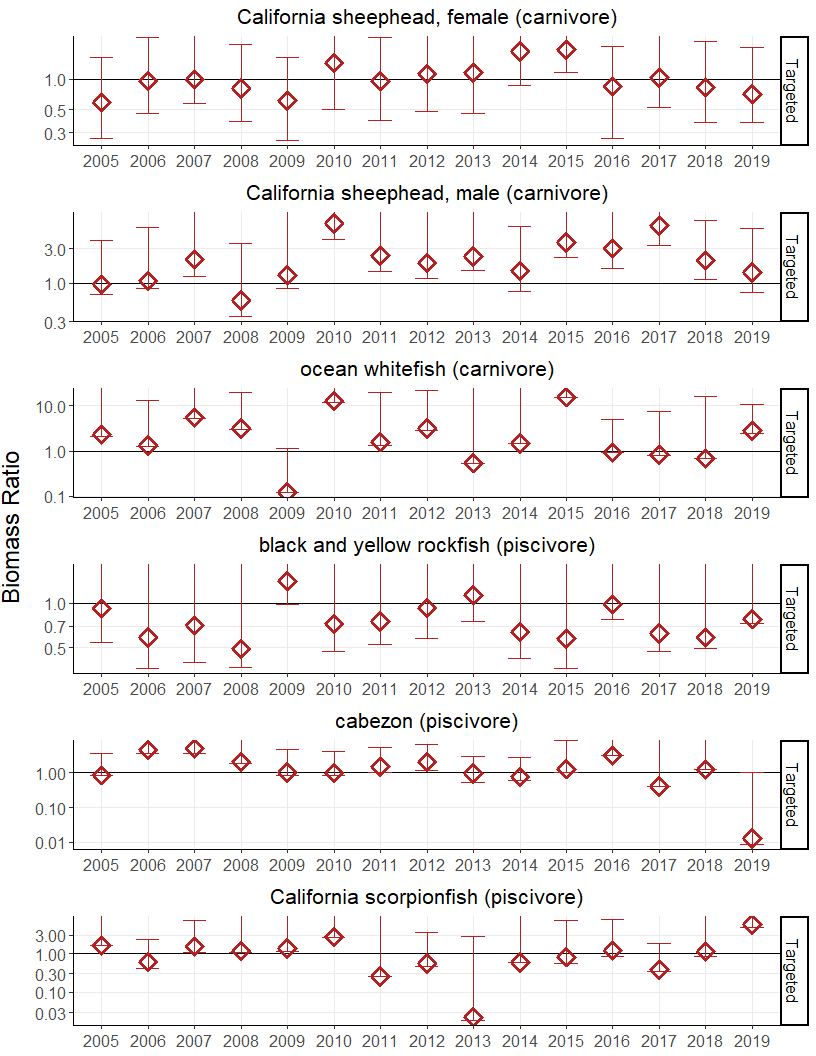 California sheephead, female (carnivore)
1.0
0.5
0.3
Targeted
2005 2006 2007 2008 2009 2010 2011 2012 2013 2014 2015 2016 2017 2018 2019
California sheephead, male (carnivore)
3.0
1.0
0.3
Targeted
2005 2006 2007 2008 2009 2010 2011 2012 2013 2014 2015 2016 2017 2018 2019
ocean whitefish (carnivore)
10.0
1.0
0.1
Targeted
2005 2006 2007 2008 2009 2010 2011 2012 2013 2014 2015 2016 2017 2018 2019
Biomass Ratio
black and yellow rockfish (piscivore)
1.0
0.7
0.5
Targeted
2005 2006 2007 2008 2009 2010 2011 2012 2013 2014 2015 2016 2017 2018 2019
cabezon (piscivore)
1.00
0.10
0.01
Targeted
2005 2006 2007 2008 2009 2010 2011 2012 2013 2014 2015 2016 2017 2018 2019
California scorpionfish (piscivore)
3.00
1.00
0.30
0.10
0.03
Targeted
2005 2006 2007 2008 2009 2010 2011 2012 2013 2014 2015 2016 2017 2018 2019